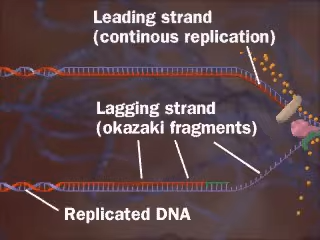 Leading strand
(continous replication)
Lagging strand
(okazaki fragments)
Replicated DNA